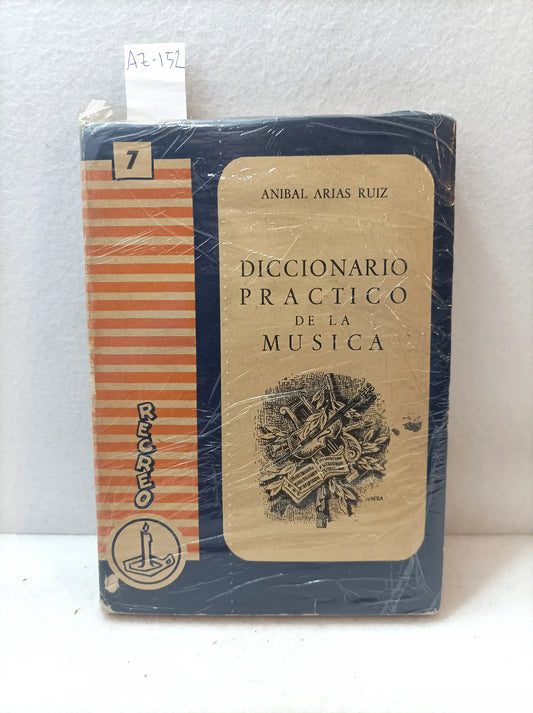 AZ-152
7
ANIBAL ARIAS RUIZ
DICCIONARIO
PRACTICO
DE LA
MUSICA
RECREO